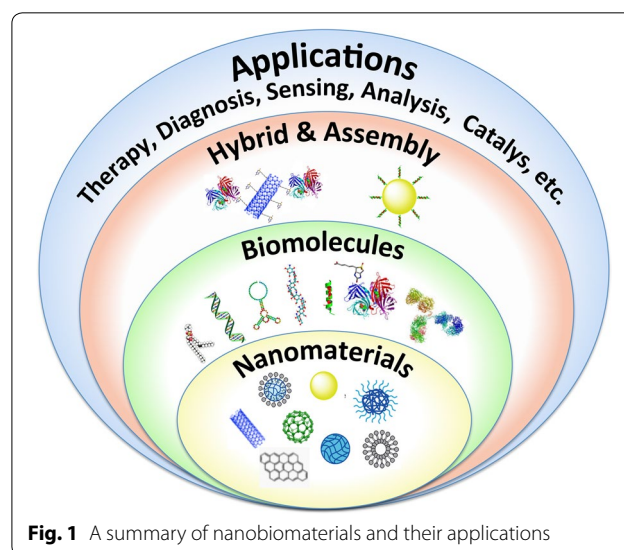 Applications
Therapy, Diagnosis, Sensing, Analysis, Catalys, etc.
Hybrid & Assembly
Biomolecules
Nanomaterials
Fig. 1 A summary of nanobiomaterials and their applications